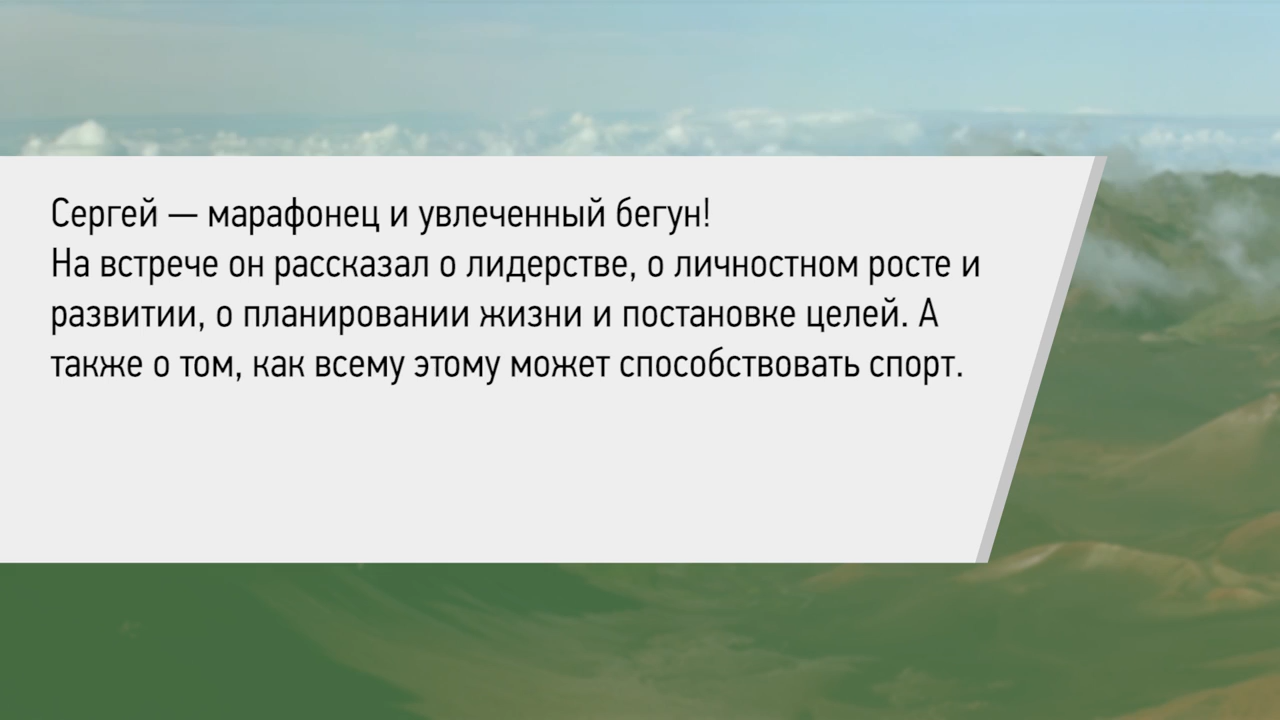 Сергей — марафонец и увлеченный бегун!
На встрече он рассказал о лидерстве, о личностном росте и
развитии, о планировании жизни и постановке целей. А
также о том, как всему этому может способствовать спорт.